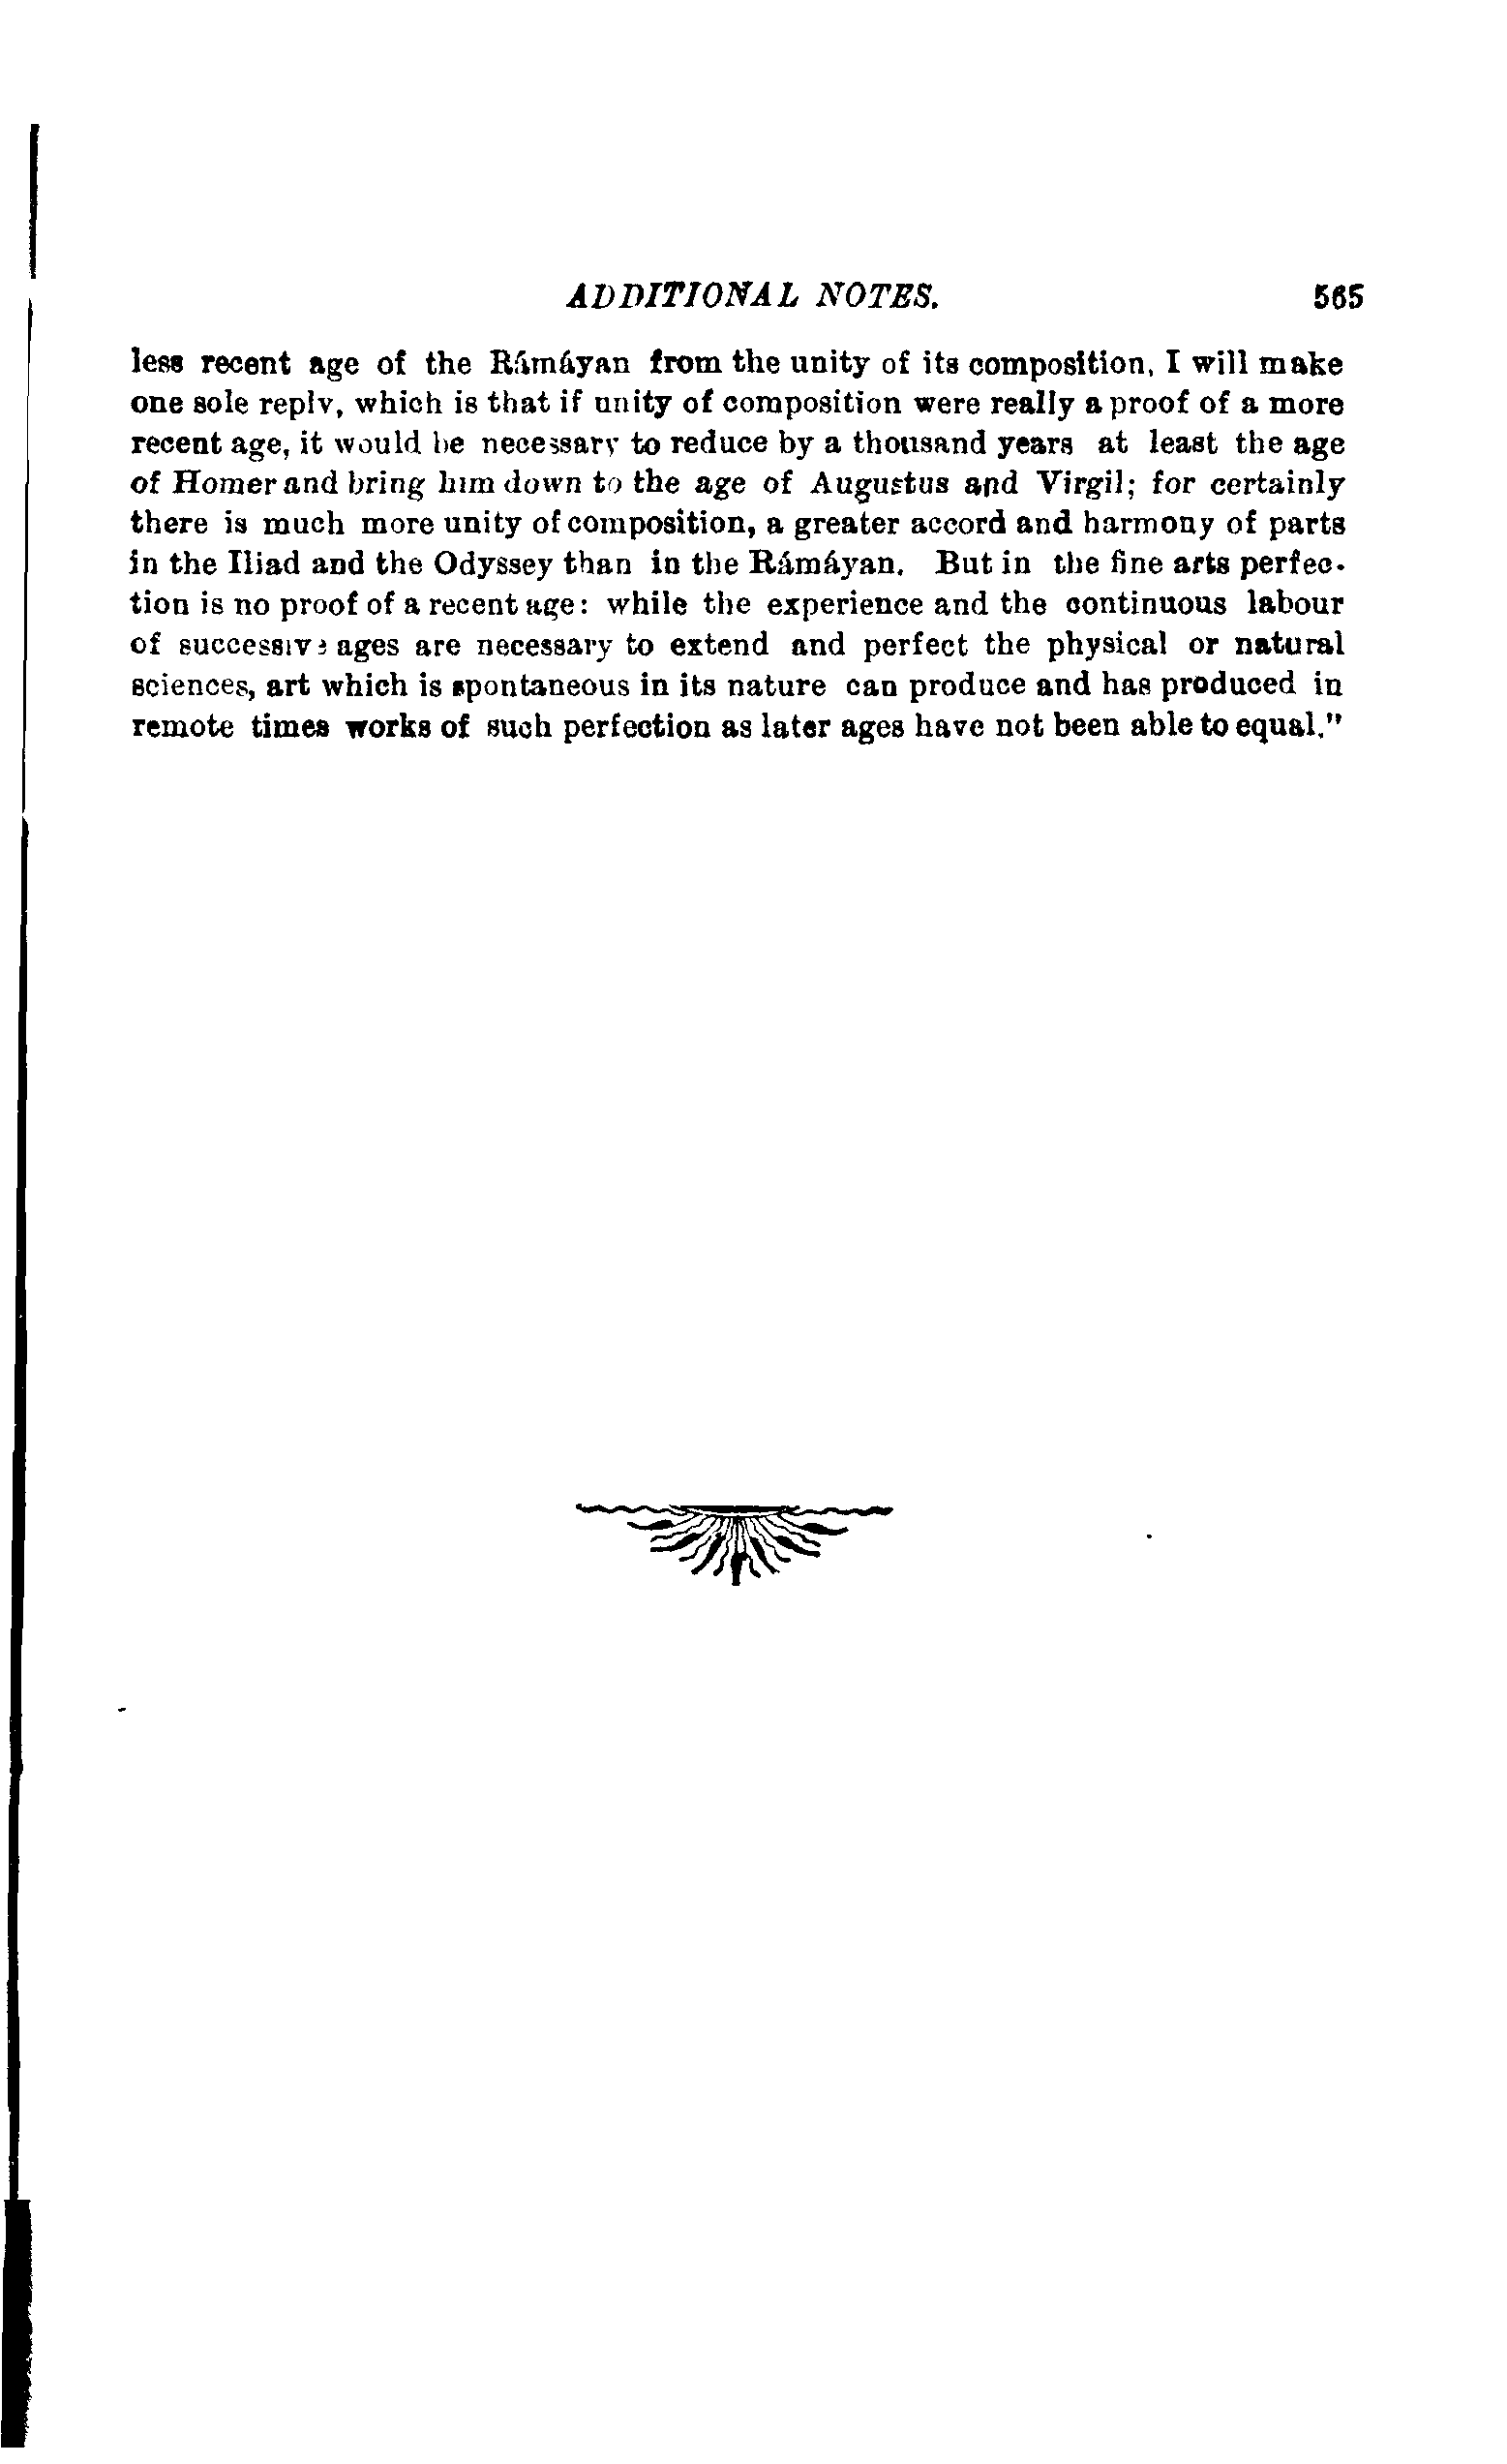 ADDITIONAL NOTES. 565
less recent age of the Rámáyan from the unity of its composition, I will make
one sole reply, which is that if unity of composition were really a proof of a more
recent age, it would be necessary to reduce by a thousand years at least the age
of Homer and bring him down to the age of Augustus and Virgil; for certainly
there is much more unity of composition, a greater accord and harmony of parts
in the Iliad and the Odyssey than in the Rámáyan. But in the fine arts perfec-
tion is no proof of a recent age: while the experience and the continuous labour
of successive ages are necessary to extend and perfect the physical or natural
sciences, art which is spontaneous in its nature can produce and has produced in
remote times works of such perfection as later ages have not been able to equal."